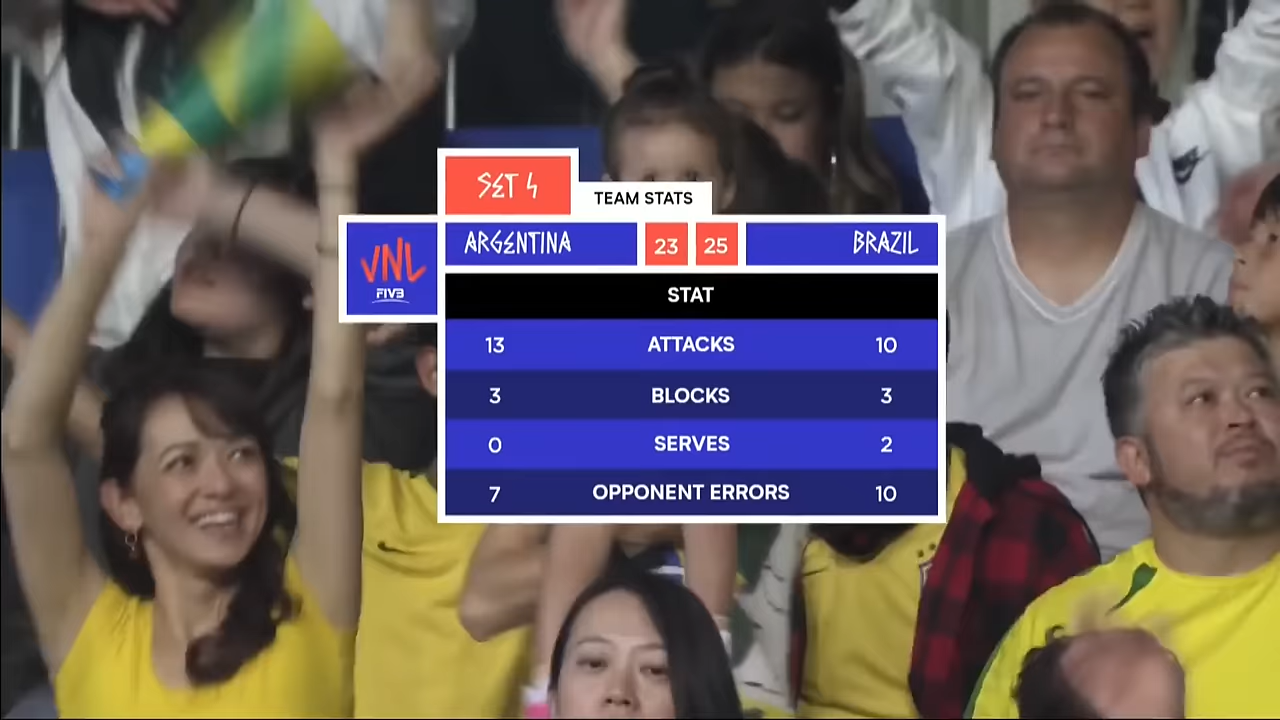 SET 4
TEAM STATS
VNL
FIVB
ARGENTINA 23 25 BRAZIL
STAT
13 ATTACKS 10
3 BLOCKS 3
0 SERVES 2
7 OPPONENT ERRORS 10